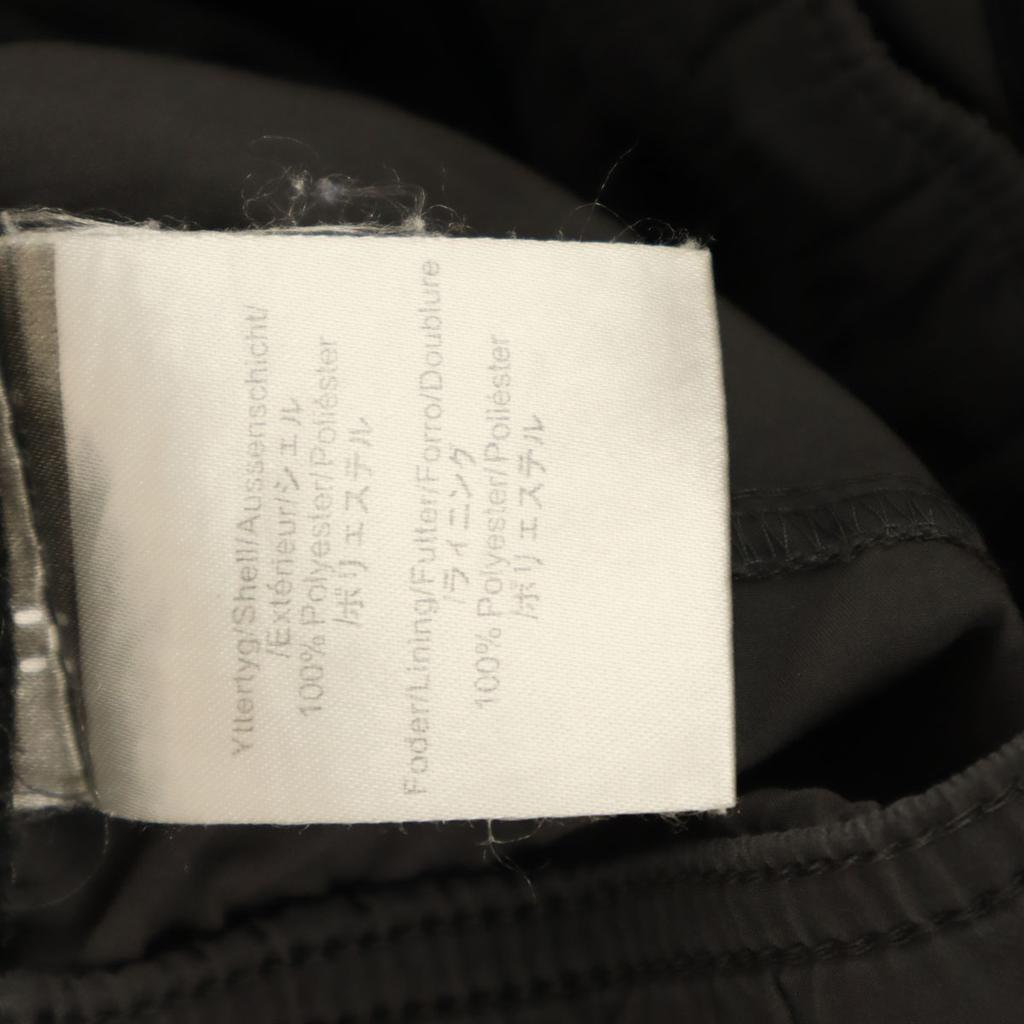 Yttertyg/Shell/Aussenschicht/
/Extérieur/シェル
100% Polyester/Poliéster
/ポリエステル
Foder/Lining/Futter/Forro/Doublure
/ライニング
100% Polyester/Poliéster
/ポリエステル